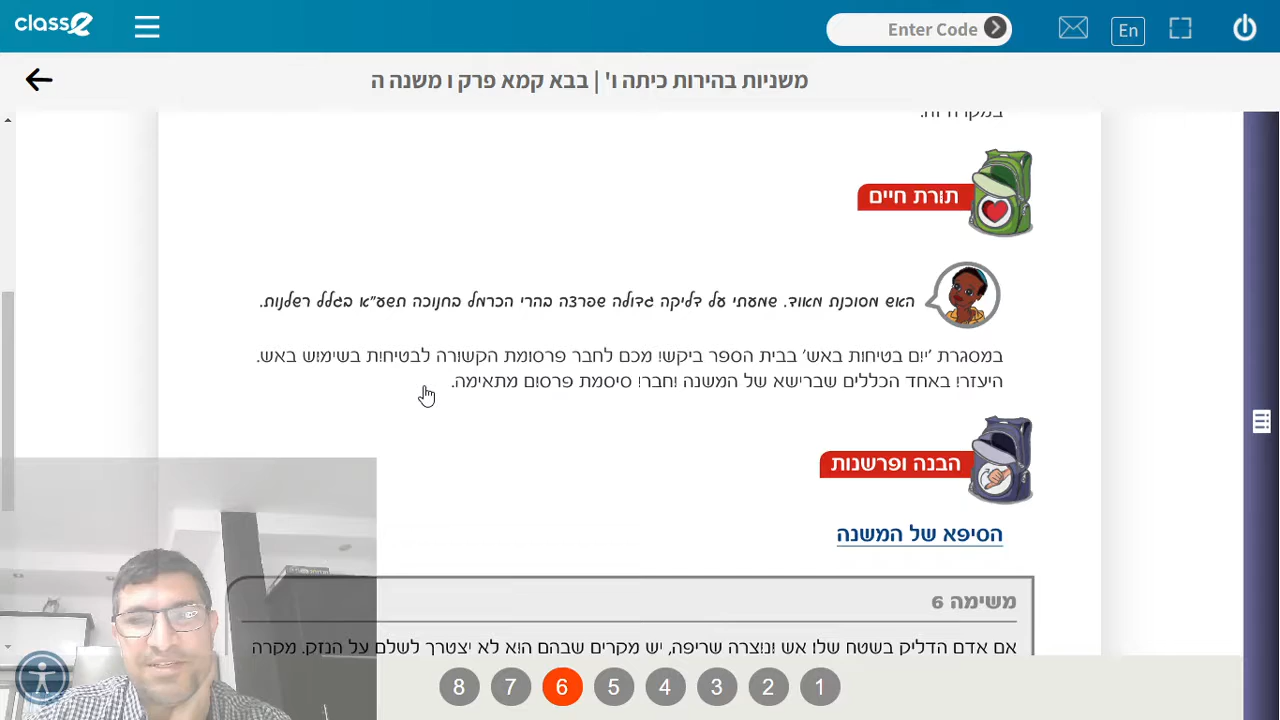 classe
Enter Code
En
משניות בהירות כיתה ו' | בבא קמא פרק ו משנה ה
במקרה זה.
תורת חיים
האש מסוכנת מאוד. שמעתי על דליקה גדולה שפרצה בהרי הכרמל בחנוכה תשע"א בגלל רשלנות.
במסגרת 'יום בטיחות באש' בבית הספר ביקשו מכם לחבר פרסומת הקשורה לבטיחות בשימוש באש.
היעזרו באחד הכללים שברישא של המשנה וחברו סיסמת פרסום מתאימה.
הבנה ופרשנות
הסיפא של המשנה
משימה 6
אם אדם הדליק בשטח שלו אש ונוצרה שריפה, יש מקרים שבהם הוא לא יצטרך לשלם על הנזק. מקרה
8 7 6 5 4 3 2 1